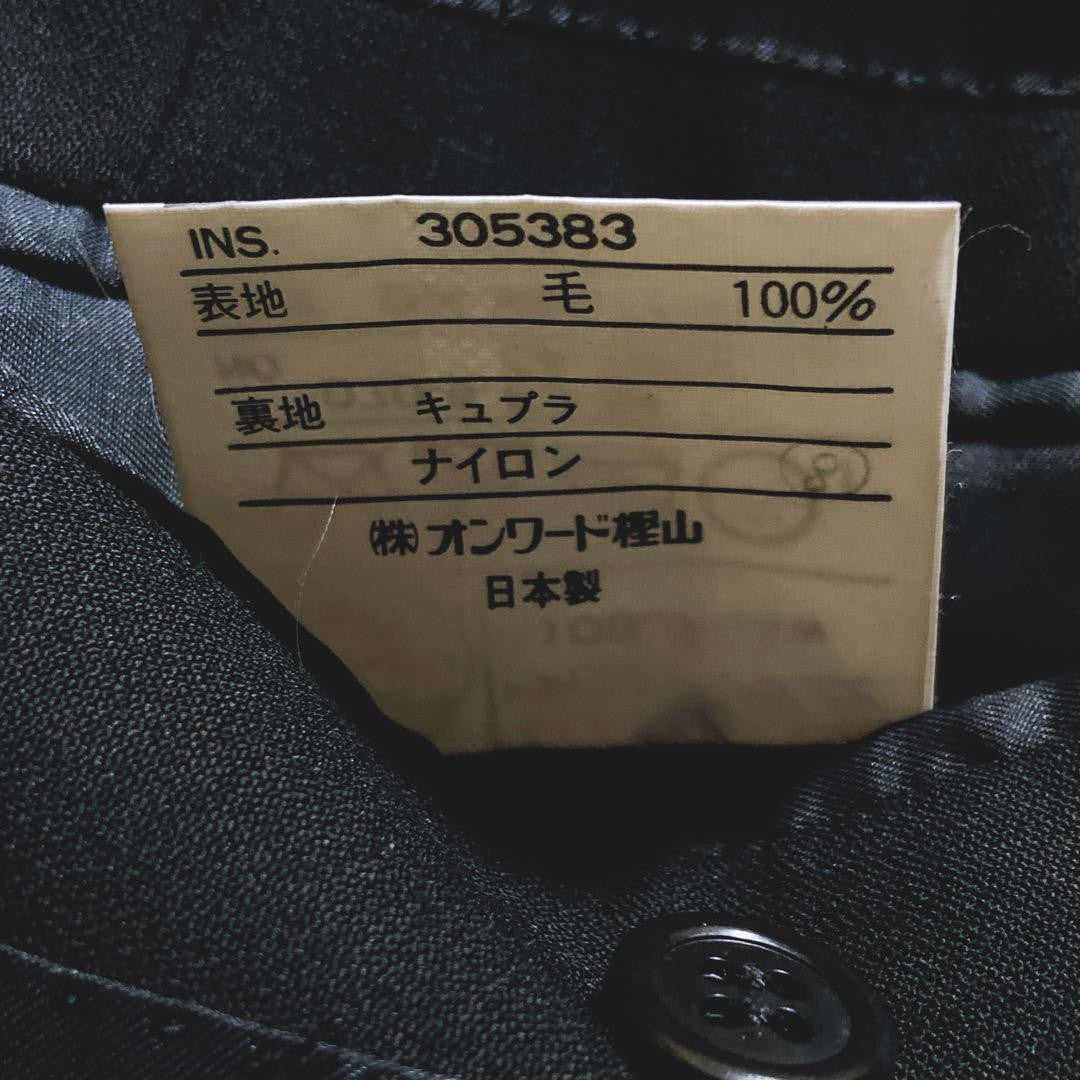 INS. 305383
表地 毛 100%
裏地 キュプラ
ナイロン
㈱オンワード樫山
日本製